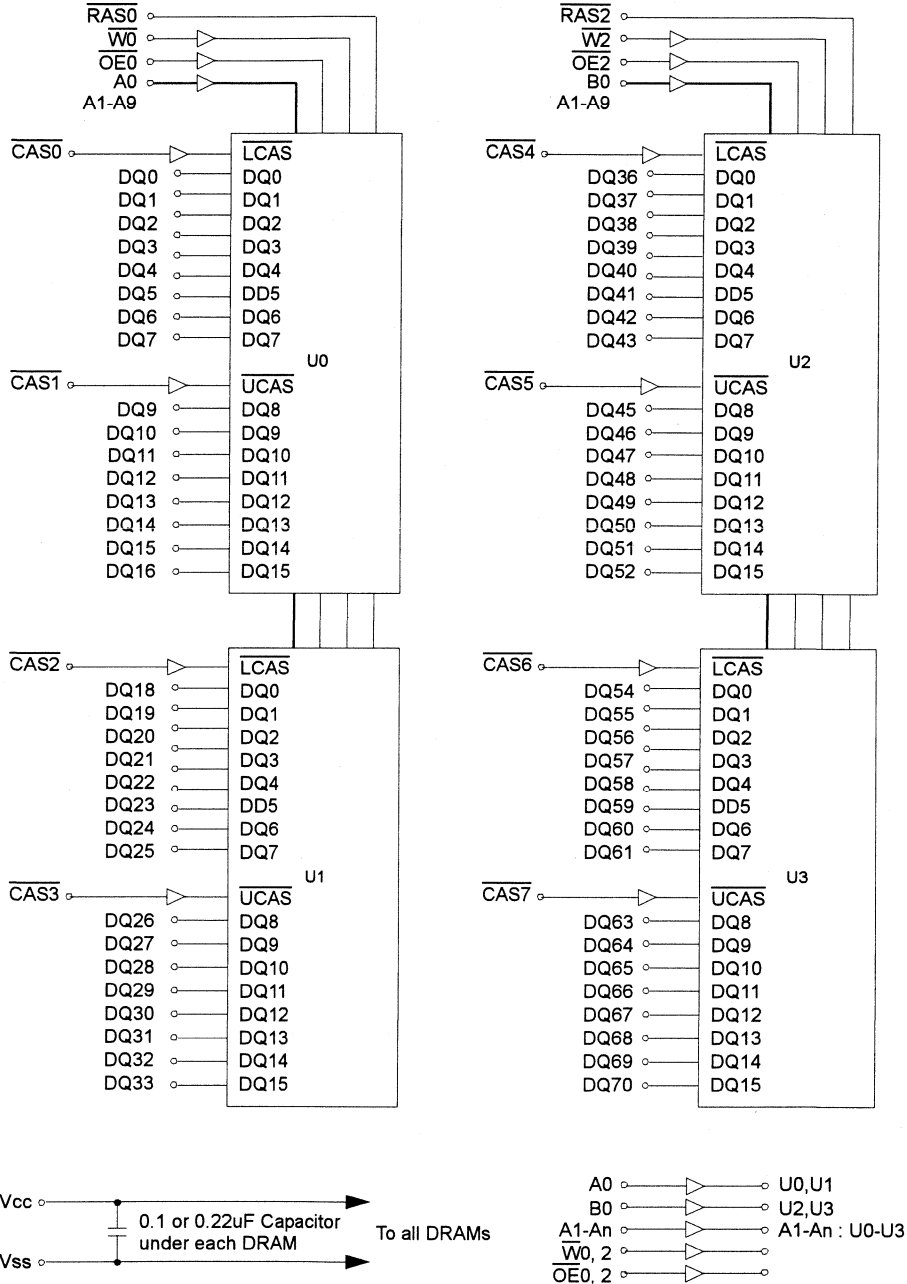 RAS0
W0
OE0
A0
A1-A9
CAS0
LCAS
DQ0 DQ0
DQ1 DQ1
DQ2 DQ2
DQ3 DQ3
DQ4 DQ4
DQ5 DD5
DQ6 DQ6
DQ7 DQ7
U0
CAS1
UCAS
DQ9 DQ8
DQ10 DQ9
DQ11 DQ10
DQ12 DQ11
DQ13 DQ12
DQ14 DQ13
DQ15 DQ14
DQ16 DQ15
CAS2
LCAS
DQ18 DQ0
DQ19 DQ1
DQ20 DQ2
DQ21 DQ3
DQ22 DQ4
DQ23 DD5
DQ24 DQ6
DQ25 DQ7
U1
CAS3
UCAS
DQ26 DQ8
DQ27 DQ9
DQ28 DQ10
DQ29 DQ11
DQ30 DQ12
DQ31 DQ13
DQ32 DQ14
DQ33 DQ15
RAS2
W2
OE2
B0
A1-A9
CAS4
LCAS
DQ36 DQ0
DQ37 DQ1
DQ38 DQ2
DQ39 DQ3
DQ40 DQ4
DQ41 DD5
DQ42 DQ6
DQ43 DQ7
U2
CAS5
UCAS
DQ45 DQ8
DQ46 DQ9
DQ47 DQ10
DQ48 DQ11
DQ49 DQ12
DQ50 DQ13
DQ51 DQ14
DQ52 DQ15
CAS6
LCAS
DQ54 DQ0
DQ55 DQ1
DQ56 DQ2
DQ57 DQ3
DQ58 DQ4
DQ59 DD5
DQ60 DQ6
DQ61 DQ7
U3
CAS7
UCAS
DQ63 DQ8
DQ64 DQ9
DQ65 DQ10
DQ66 DQ11
DQ67 DQ12
DQ68 DQ13
DQ69 DQ14
DQ70 DQ15
Vcc
0.1 or 0.22uF Capacitor
under each DRAM
To all DRAMs
Vss
A0 U0,U1
B0 U2,U3
A1-An A1-An : U0-U3
W0, 2
OE0, 2